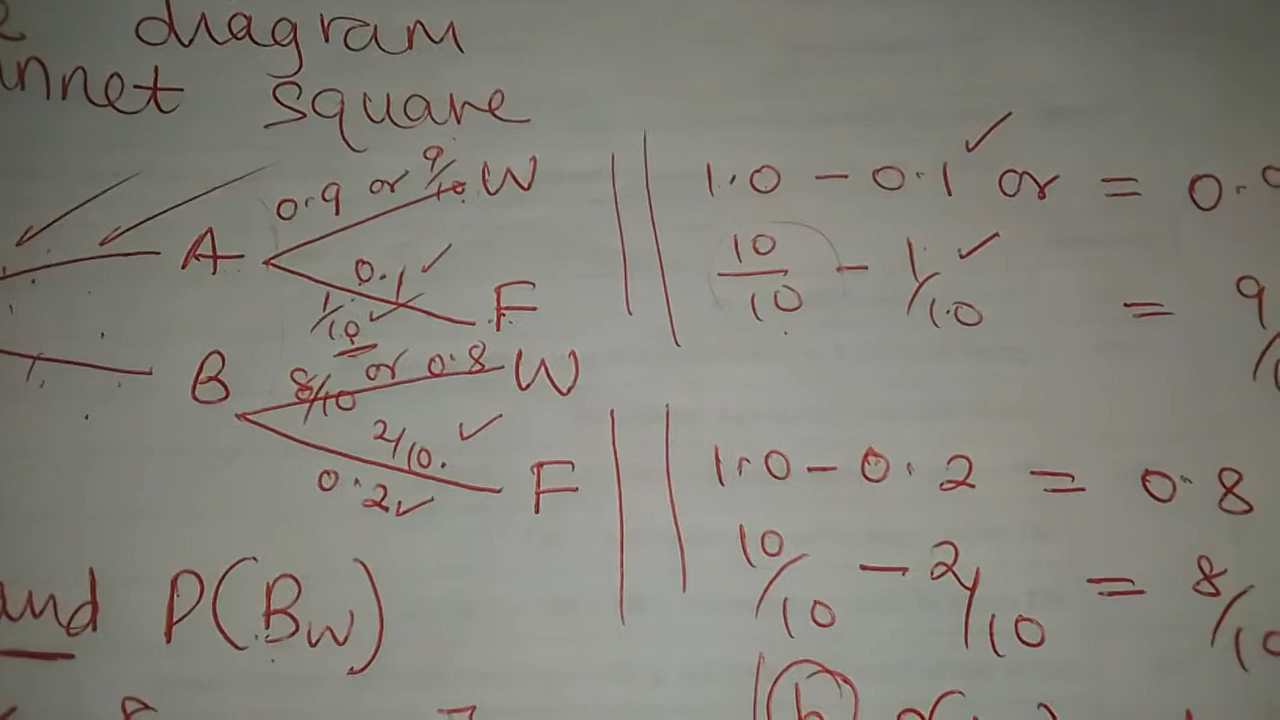 diagram
square
0.9 or 9/10 W
A
0.1 ✓
1/10 ✓ F
B 8/10 or 0.8 W
2/10. ✓
0.2 ✓ F
and P(Bw)
1.0 - 0.1 ✓ or = 0.9
10/10 - 1/10 ✓ = 9/
1.0 - 0.2 = 0.8
10/10 - 2/10 = 8/10
(b)